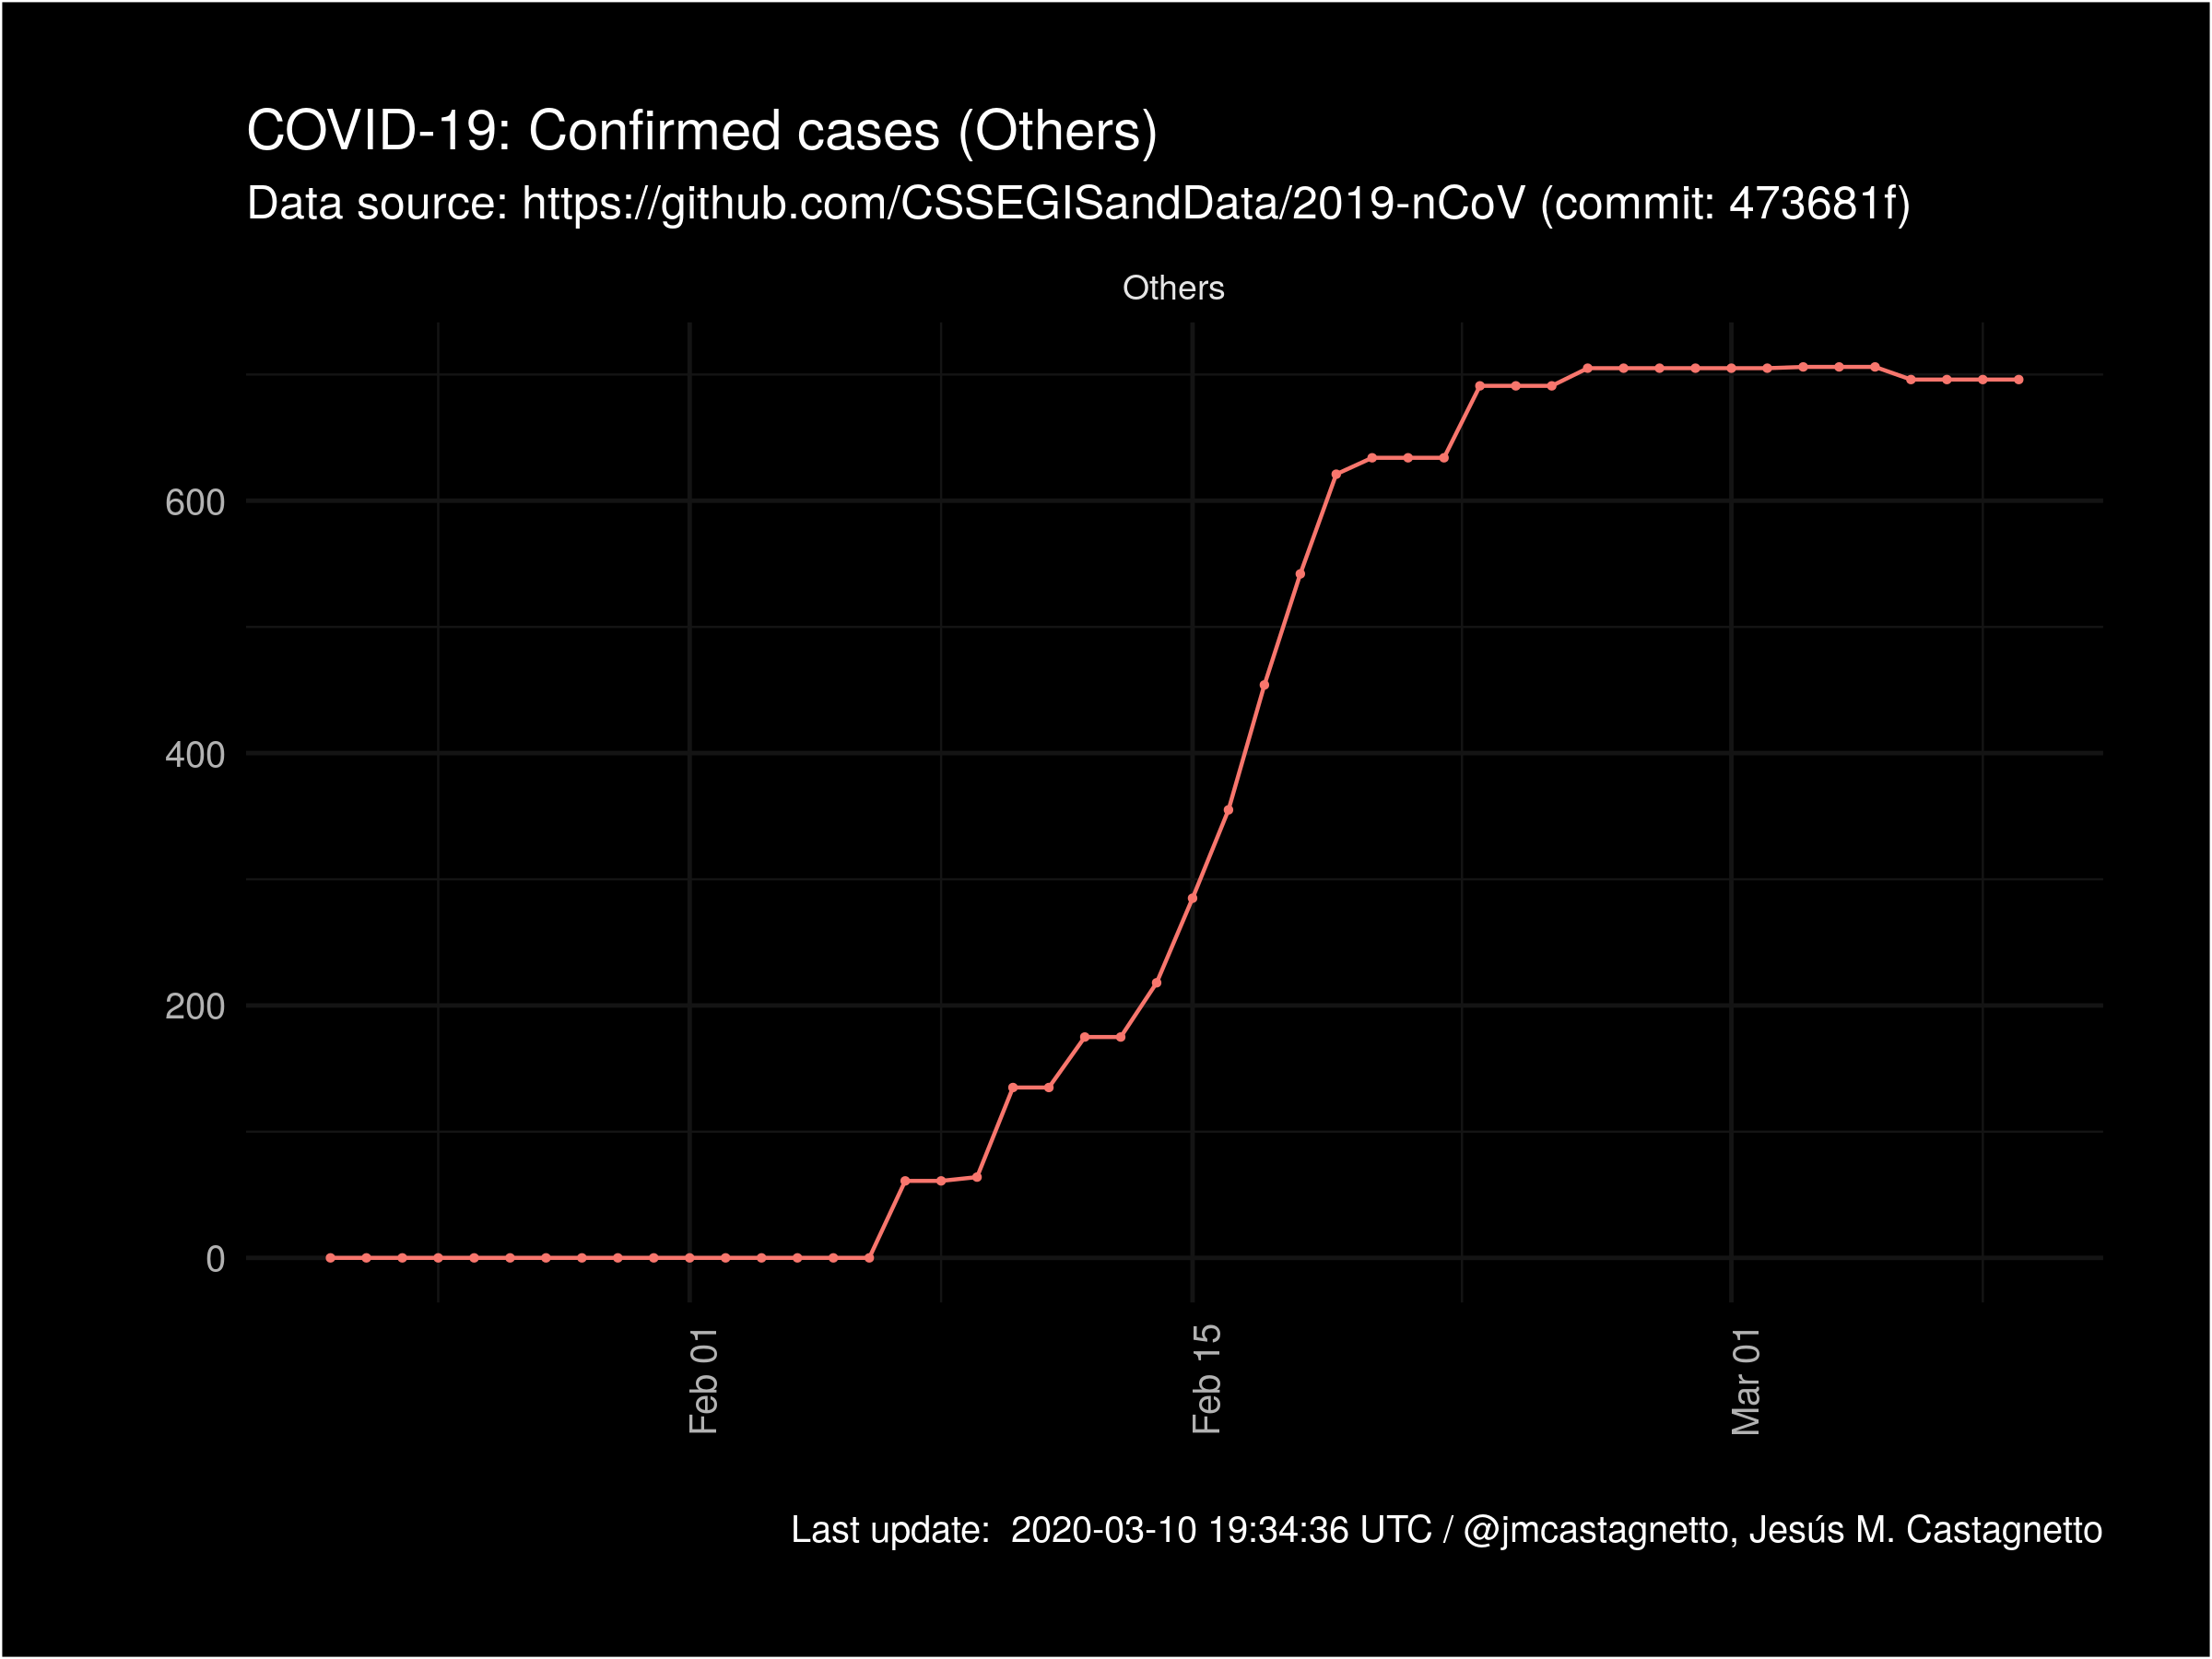 COVID-19: Confirmed cases (Others)
Data source: https://github.com/CSSEGISandData/2019-nCoV (commit: 473681f)
Others
600
400
200
0
Feb 01
Feb 15
Mar 01
Last update:  2020-03-10 19:34:36 UTC / @jmcastagnetto, Jesús M. Castagnetto